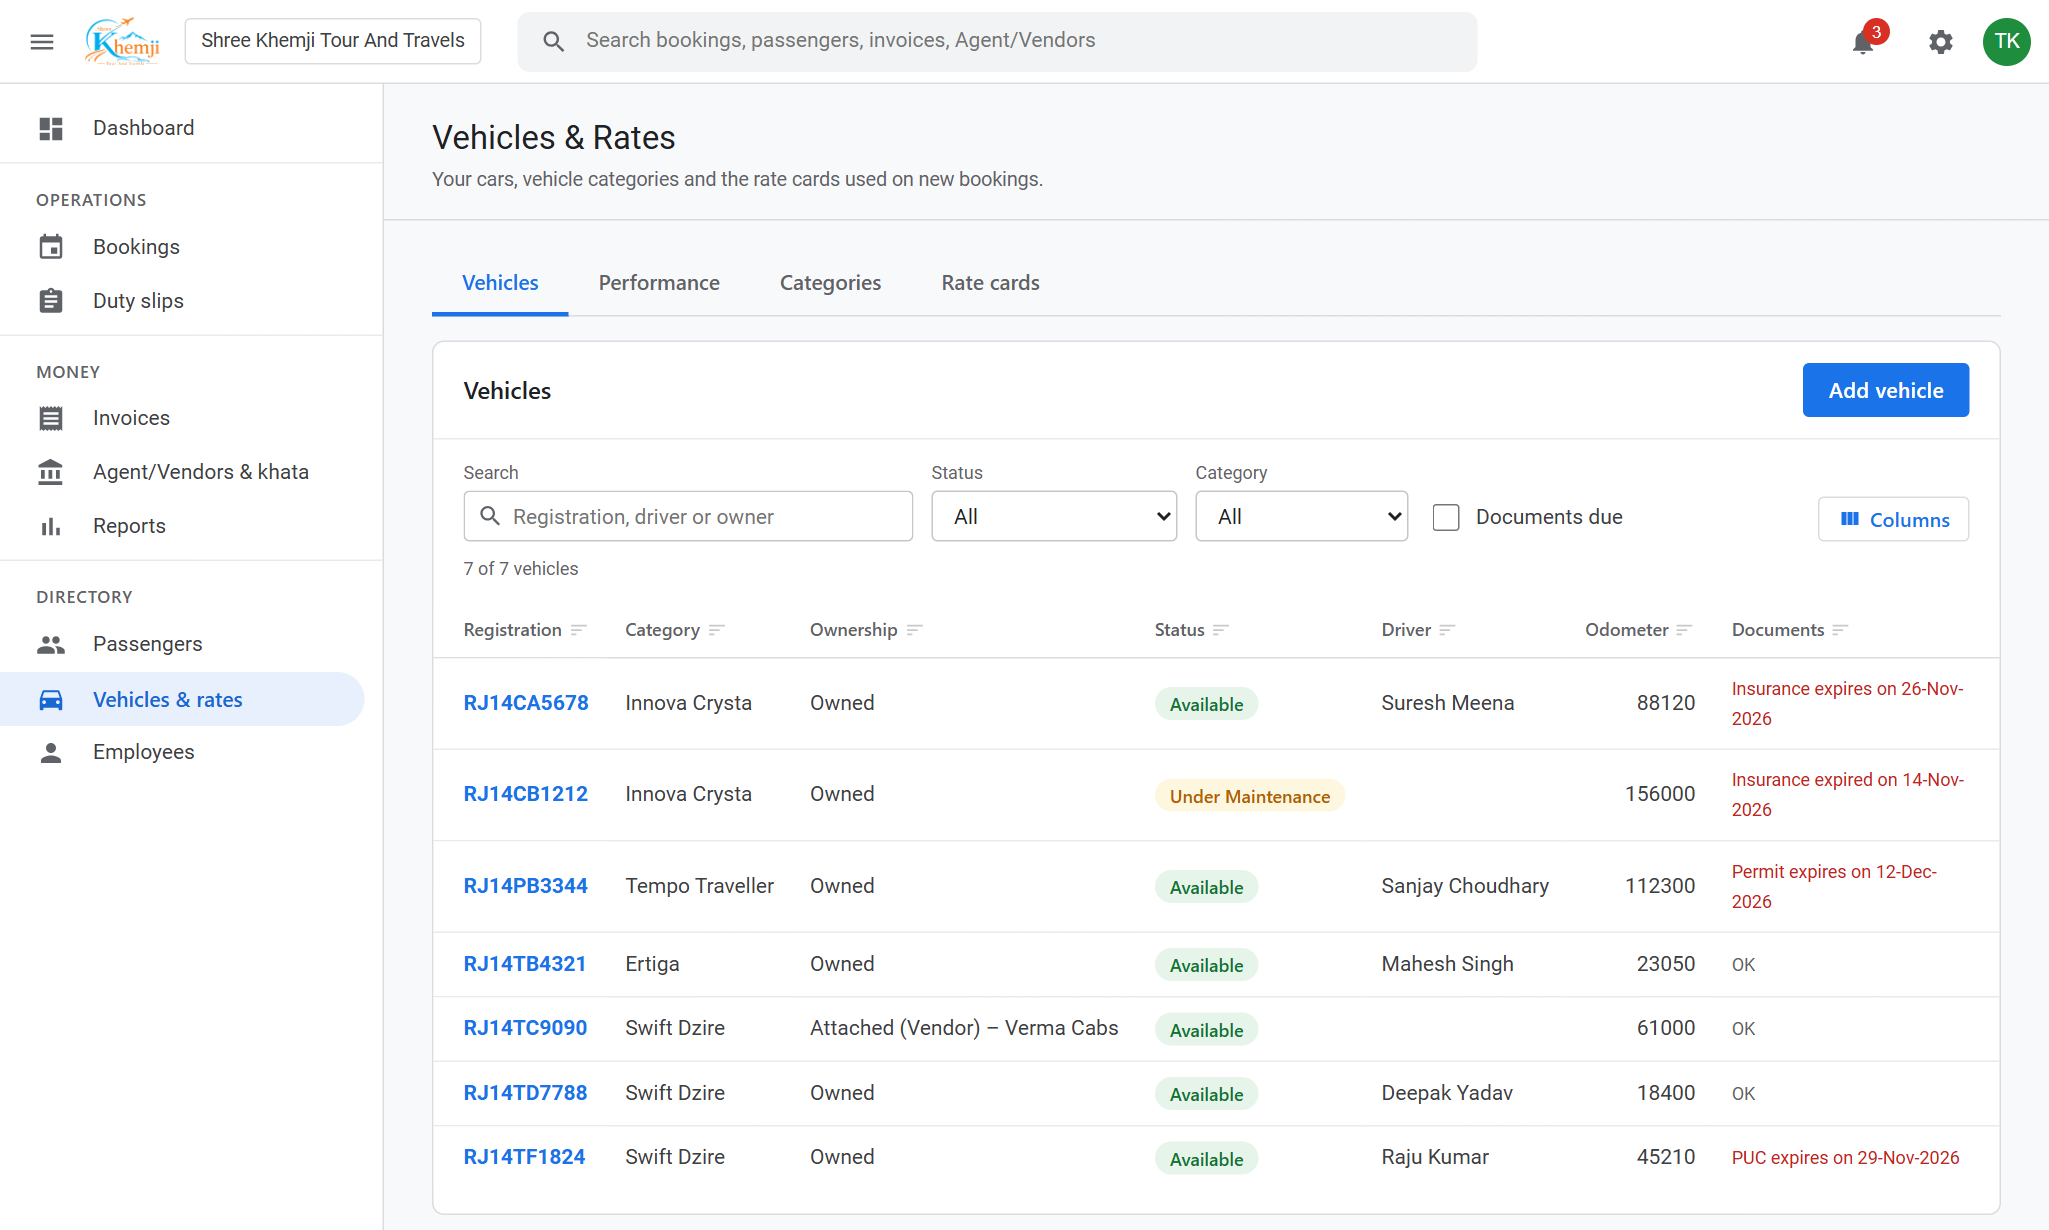 Khemji
Shree Khemji Tour And Travels
Search bookings, passengers, invoices, Agent/Vendors
3
TK
Dashboard
OPERATIONS
Bookings
Duty slips
MONEY
Invoices
Agent/Vendors & khata
Reports
DIRECTORY
Passengers
Vehicles & rates
Employees
Vehicles & Rates
Your cars, vehicle categories and the rate cards used on new bookings.
Vehicles Performance Categories Rate cards
Vehicles
Add vehicle
Search Status Category
Registration, driver or owner All All Documents due Columns
7 of 7 vehicles
Registration Category Ownership Status Driver Odometer Documents
RJ14CA5678 Innova Crysta Owned Available Suresh Meena 88120 Insurance expires on 26-Nov-
2026
RJ14CB1212 Innova Crysta Owned Under Maintenance 156000 Insurance expired on 14-Nov-
2026
RJ14PB3344 Tempo Traveller Owned Available Sanjay Choudhary 112300 Permit expires on 12-Dec-
2026
RJ14TB4321 Ertiga Owned Available Mahesh Singh 23050 OK
RJ14TC9090 Swift Dzire Attached (Vendor) – Verma Cabs Available 61000 OK
RJ14TD7788 Swift Dzire Owned Available Deepak Yadav 18400 OK
RJ14TF1824 Swift Dzire Owned Available Raju Kumar 45210 PUC expires on 29-Nov-2026